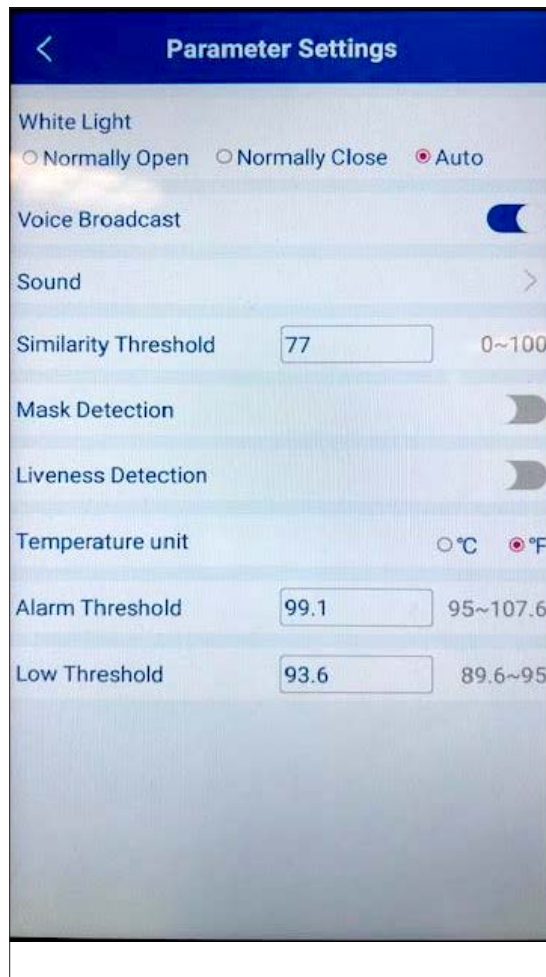 Parameter Settings
White Light
Normally Open Normally Close Auto
Voice Broadcast
Sound
Similarity Threshold 77 0~100
Mask Detection
Liveness Detection
Temperature unit ℃ ℉
Alarm Threshold 99.1 95~107.6
Low Threshold 93.6 89.6~95